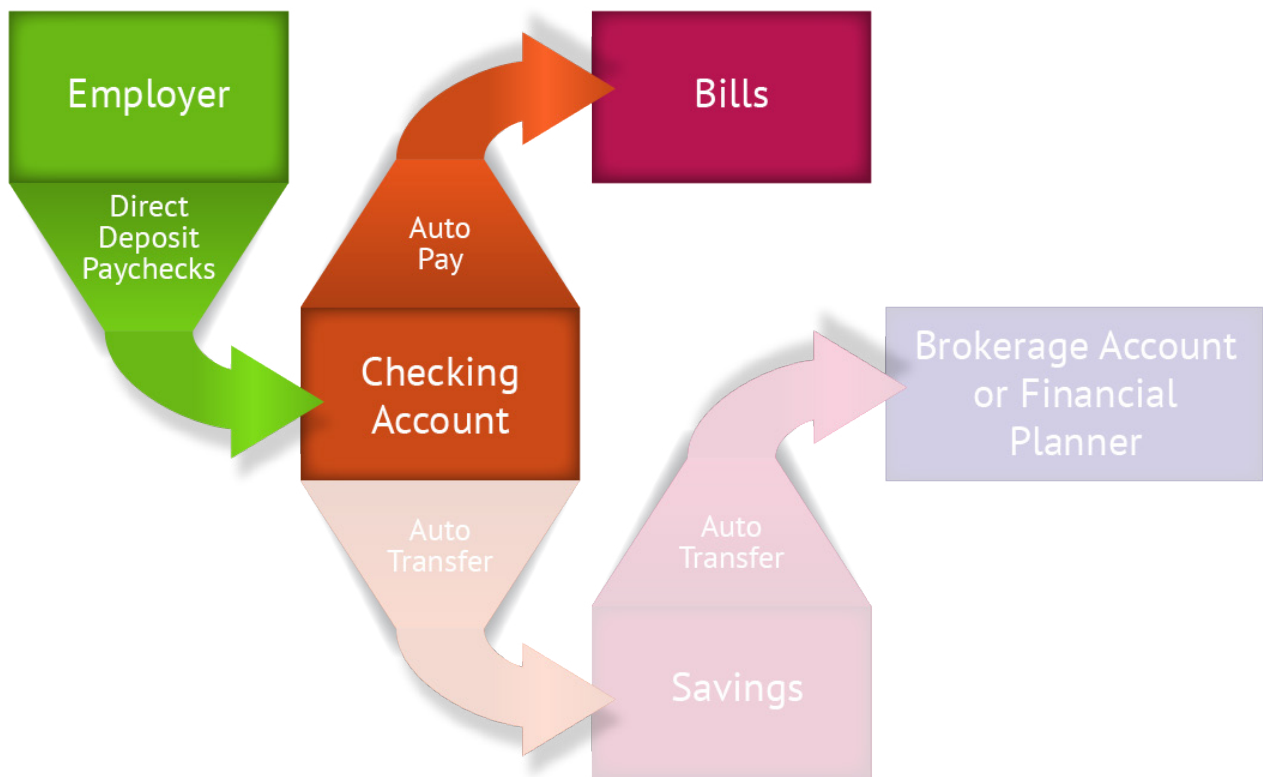 Employer
Direct
Deposit
Paychecks
Auto
Pay
Bills
Checking
Account
Auto
Transfer
Savings
Auto
Transfer
Brokerage Account
or Financial
Planner